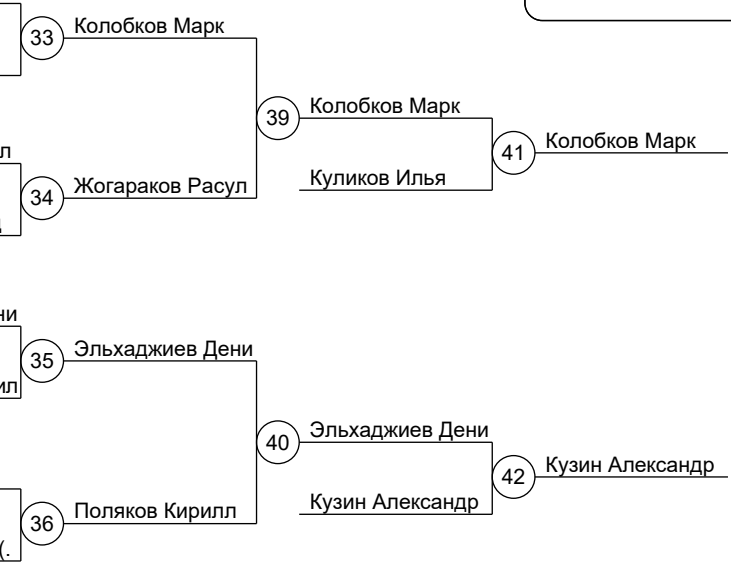 33 Колобков Марк
39 Колобков Марк
41 Колобков Марк
Куликов Илья
34 Жогараков Расул
35 Эльхаджиев Дени
40 Эльхаджиев Дени
42 Кузин Александр
Кузин Александр
36 Поляков Кирилл